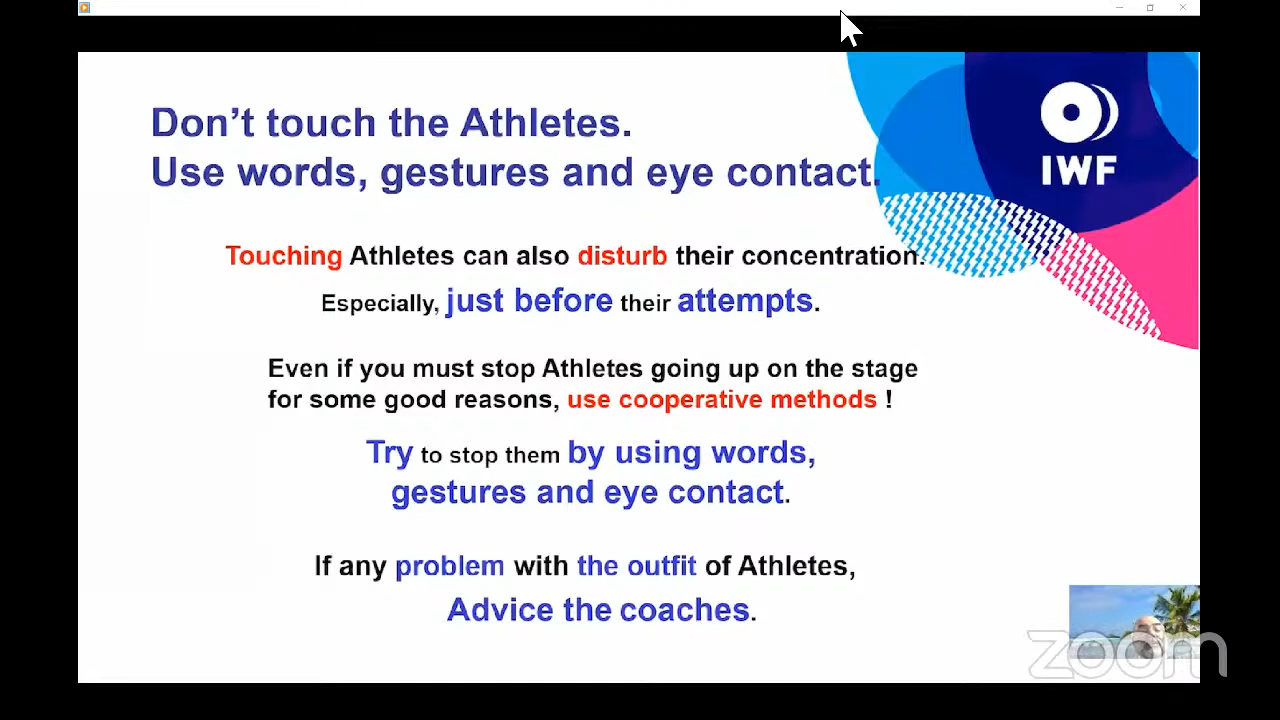 Don't touch the Athletes.
Use words, gestures and eye contact.
IWF
Touching Athletes can also disturb their concentration.
Especially, just before their attempts.
Even if you must stop Athletes going up on the stage
for some good reasons, use cooperative methods !
Try to stop them by using words,
gestures and eye contact.
If any problem with the outfit of Athletes,
Advice the coaches.
zoom